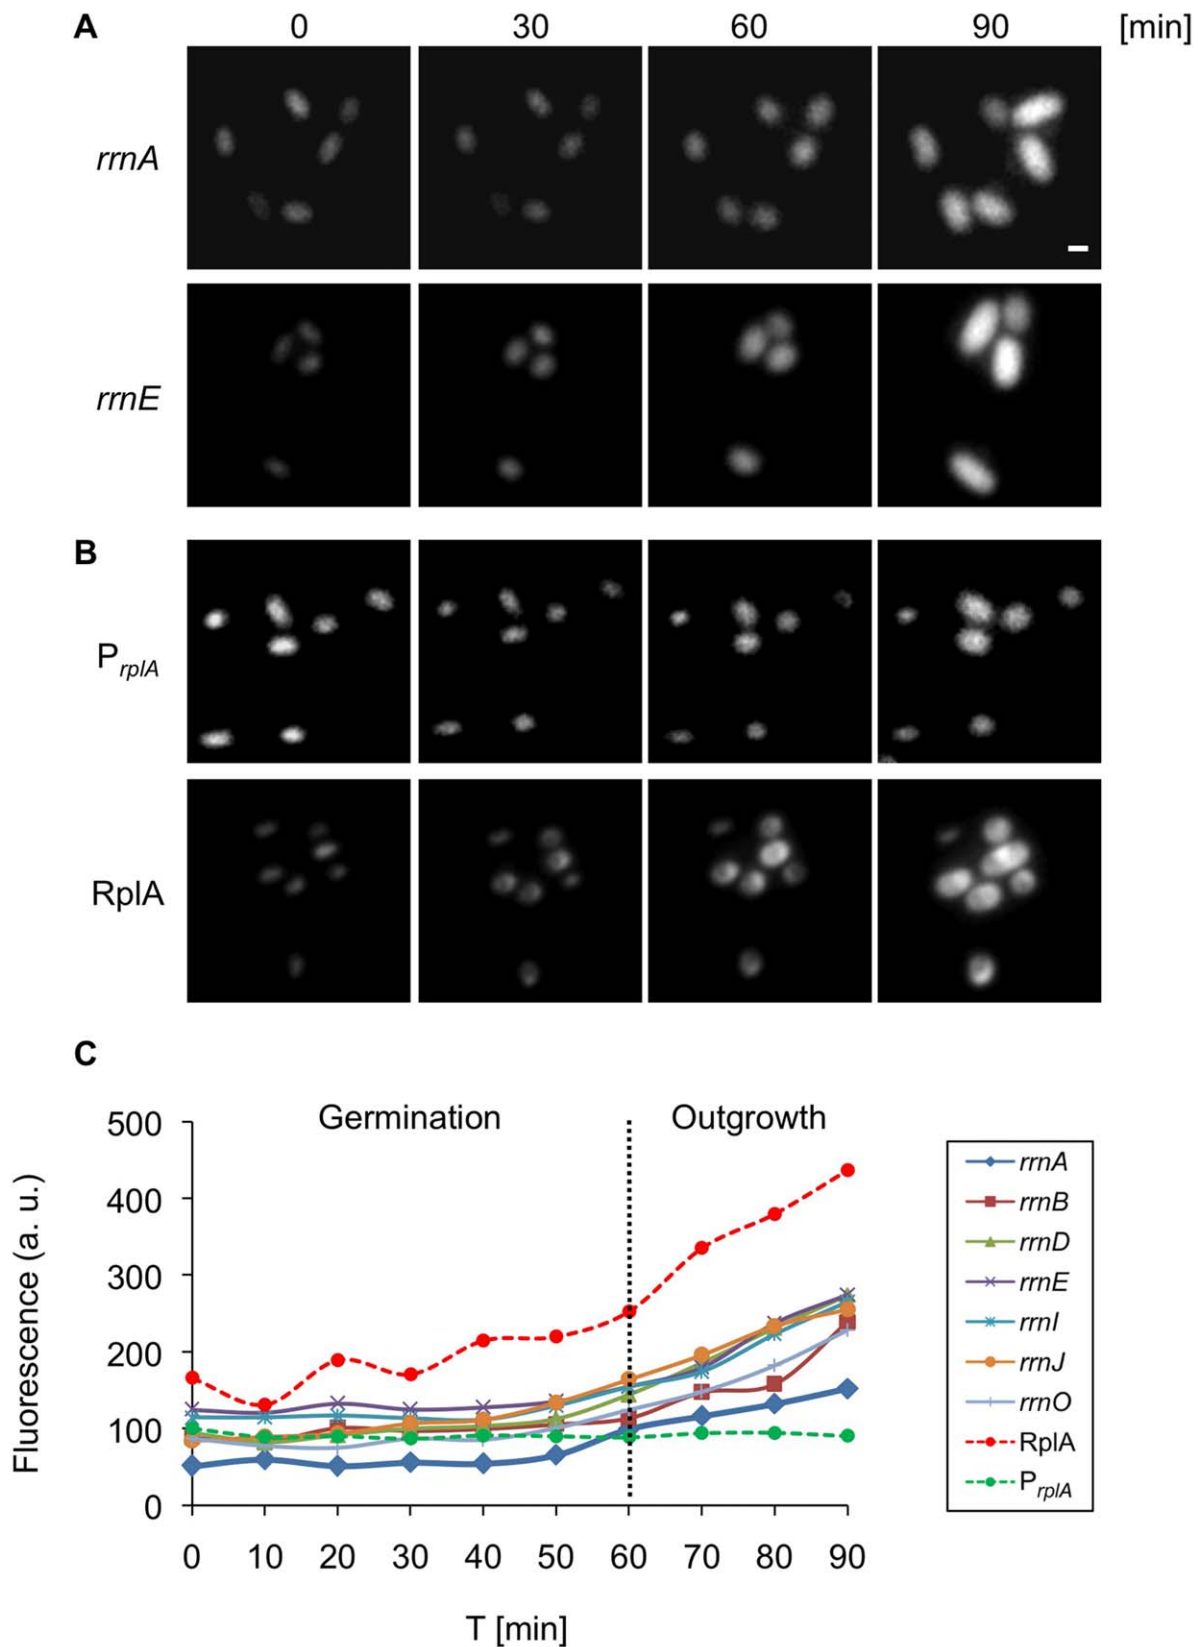 A 0 30 60 90 [min]
rrnA
rrnE
B
PrplA
RplA
C
Germination Outgrowth
500
400
300
200
100
0
Fluorescence (a. u.)
0 10 20 30 40 50 60 70 80 90
T [min]
rrnA
rrnB
rrnD
rrnE
rrnI
rrnJ
rrnO
RplA
PrplA